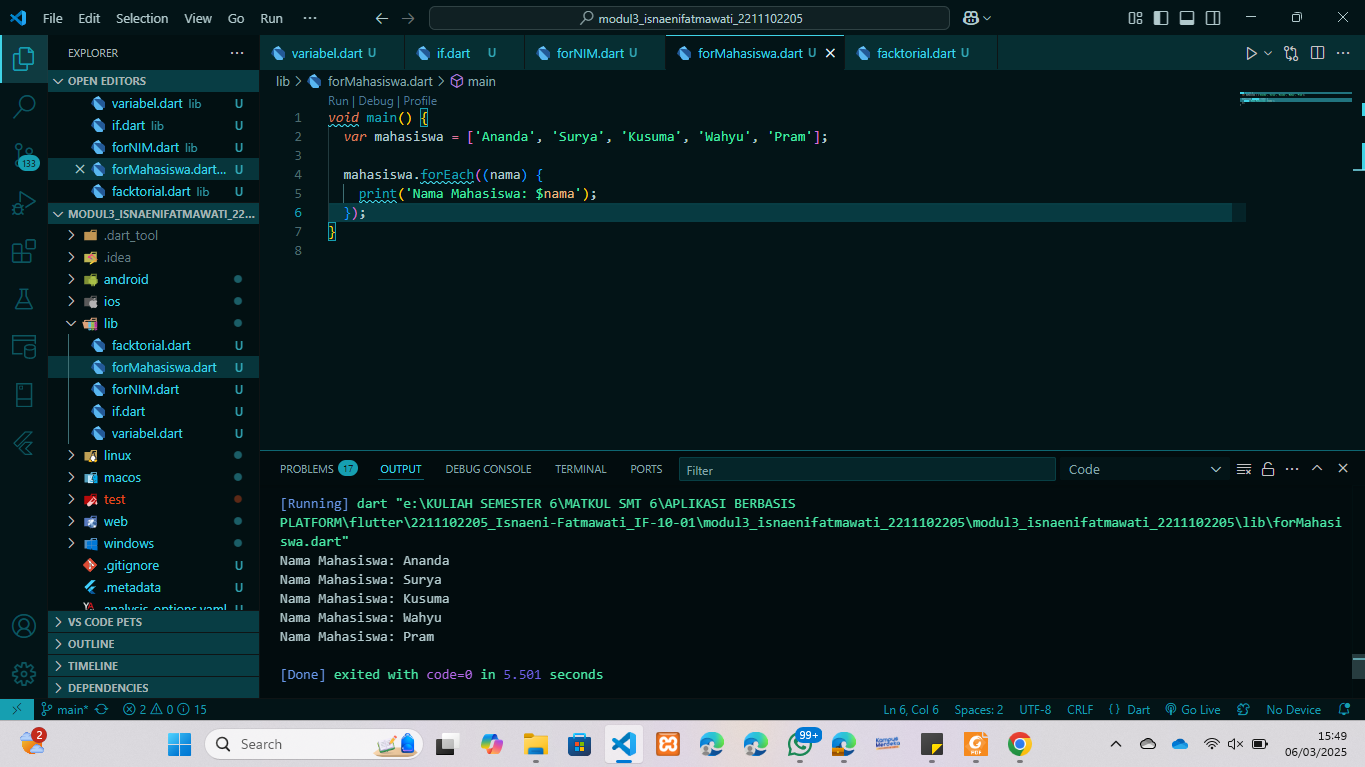 File Edit Selection View Go Run ··· modul3_isnaenifatmawati_2211102205
EXPLORER ···
OPEN EDITORS
variabel.dart lib U
if.dart lib U
forNIM.dart lib U
forMahasiswa.dart... U
facktorial.dart lib U
MODUL3_ISNAENIFATMAWATI_22...
.dart_tool
.idea
android
ios
lib
facktorial.dart U
forMahasiswa.dart U
forNIM.dart U
if.dart U
variabel.dart U
linux
macos
test
web
windows
.gitignore U
.metadata U
analysis_options.yaml U
VS CODE PETS
OUTLINE
TIMELINE
DEPENDENCIES
133
variabel.dart U if.dart U forNIM.dart U forMahasiswa.dart U facktorial.dart U
lib > forMahasiswa.dart > main
Run | Debug | Profile
1 void main() {
2 var mahasiswa = ['Ananda', 'Surya', 'Kusuma', 'Wahyu', 'Pram'];
3
4 mahasiswa.forEach((nama) {
5 print('Nama Mahasiswa: $nama');
6 });
7 }
8
PROBLEMS 17 OUTPUT DEBUG CONSOLE TERMINAL PORTS Filter Code
[Running] dart "e:\KULIAH SEMESTER 6\MATKUL SMT 6\APLIKASI BERBASIS
PLATFORM\flutter\2211102205_Isnaeni-Fatmawati_IF-10-01\modul3_isnaenifatmawati_2211102205\modul3_isnaenifatmawati_2211102205\lib\forMahasi
swa.dart"
Nama Mahasiswa: Ananda
Nama Mahasiswa: Surya
Nama Mahasiswa: Kusuma
Nama Mahasiswa: Wahyu
Nama Mahasiswa: Pram
[Done] exited with code=0 in 5.501 seconds
main* 2 0 15 Ln 6, Col 6 Spaces: 2 UTF-8 CRLF {} Dart Go Live No Device
2 Search 99+ Kampus Merdeka PDF 15:49
06/03/2025